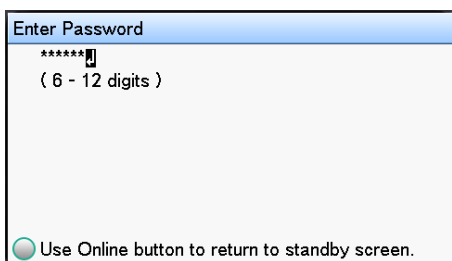 Enter Password
******↲
( 6 - 12 digits )
Use Online button to return to standby screen.